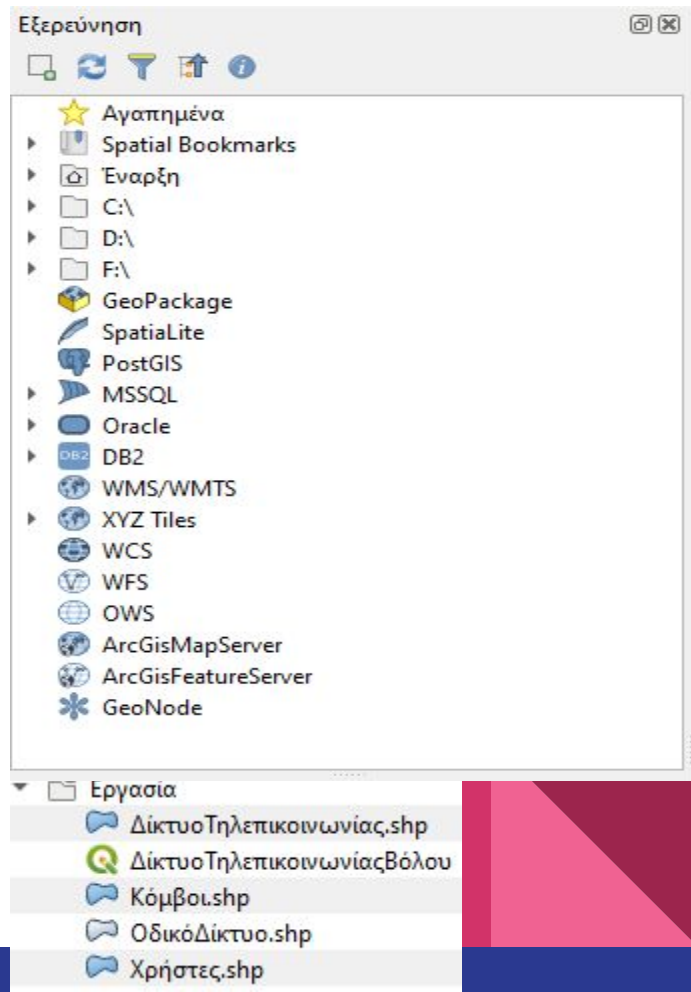 Εξερεύνηση
Αγαπημένα
Spatial Bookmarks
Έναρξη
C:\
D:\
F:\
GeoPackage
SpatiaLite
PostGIS
MSSQL
Oracle
DB2 DB2
WMS/WMTS
XYZ Tiles
WCS
WFS
OWS
ArcGisMapServer
ArcGisFeatureServer
GeoNode
Εργασία
ΔίκτυοΤηλεπικοινωνίας.shp
ΔίκτυοΤηλεπικοινωνίαςΒόλου
Κόμβοι.shp
ΟδικόΔίκτυο.shp
Χρήστες.shp